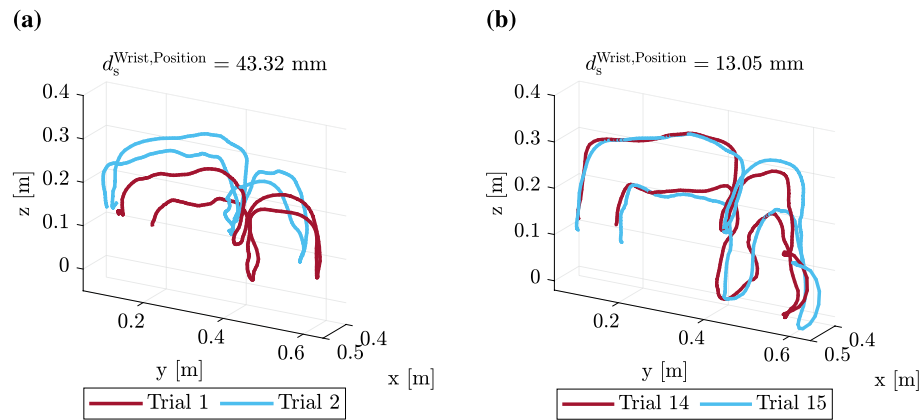 (a)
d_s^Wrist,Position = 43.32 mm
0.4
0.3
0.2
0.1
0
z [m]
0.2
0.4
0.6
0.5
0.4
y [m]
x [m]
Trial 1 Trial 2
(b)
d_s^Wrist,Position = 13.05 mm
0.4
0.3
0.2
0.1
0
z [m]
0.2
0.4
0.6
0.5
0.4
y [m]
x [m]
Trial 14 Trial 15